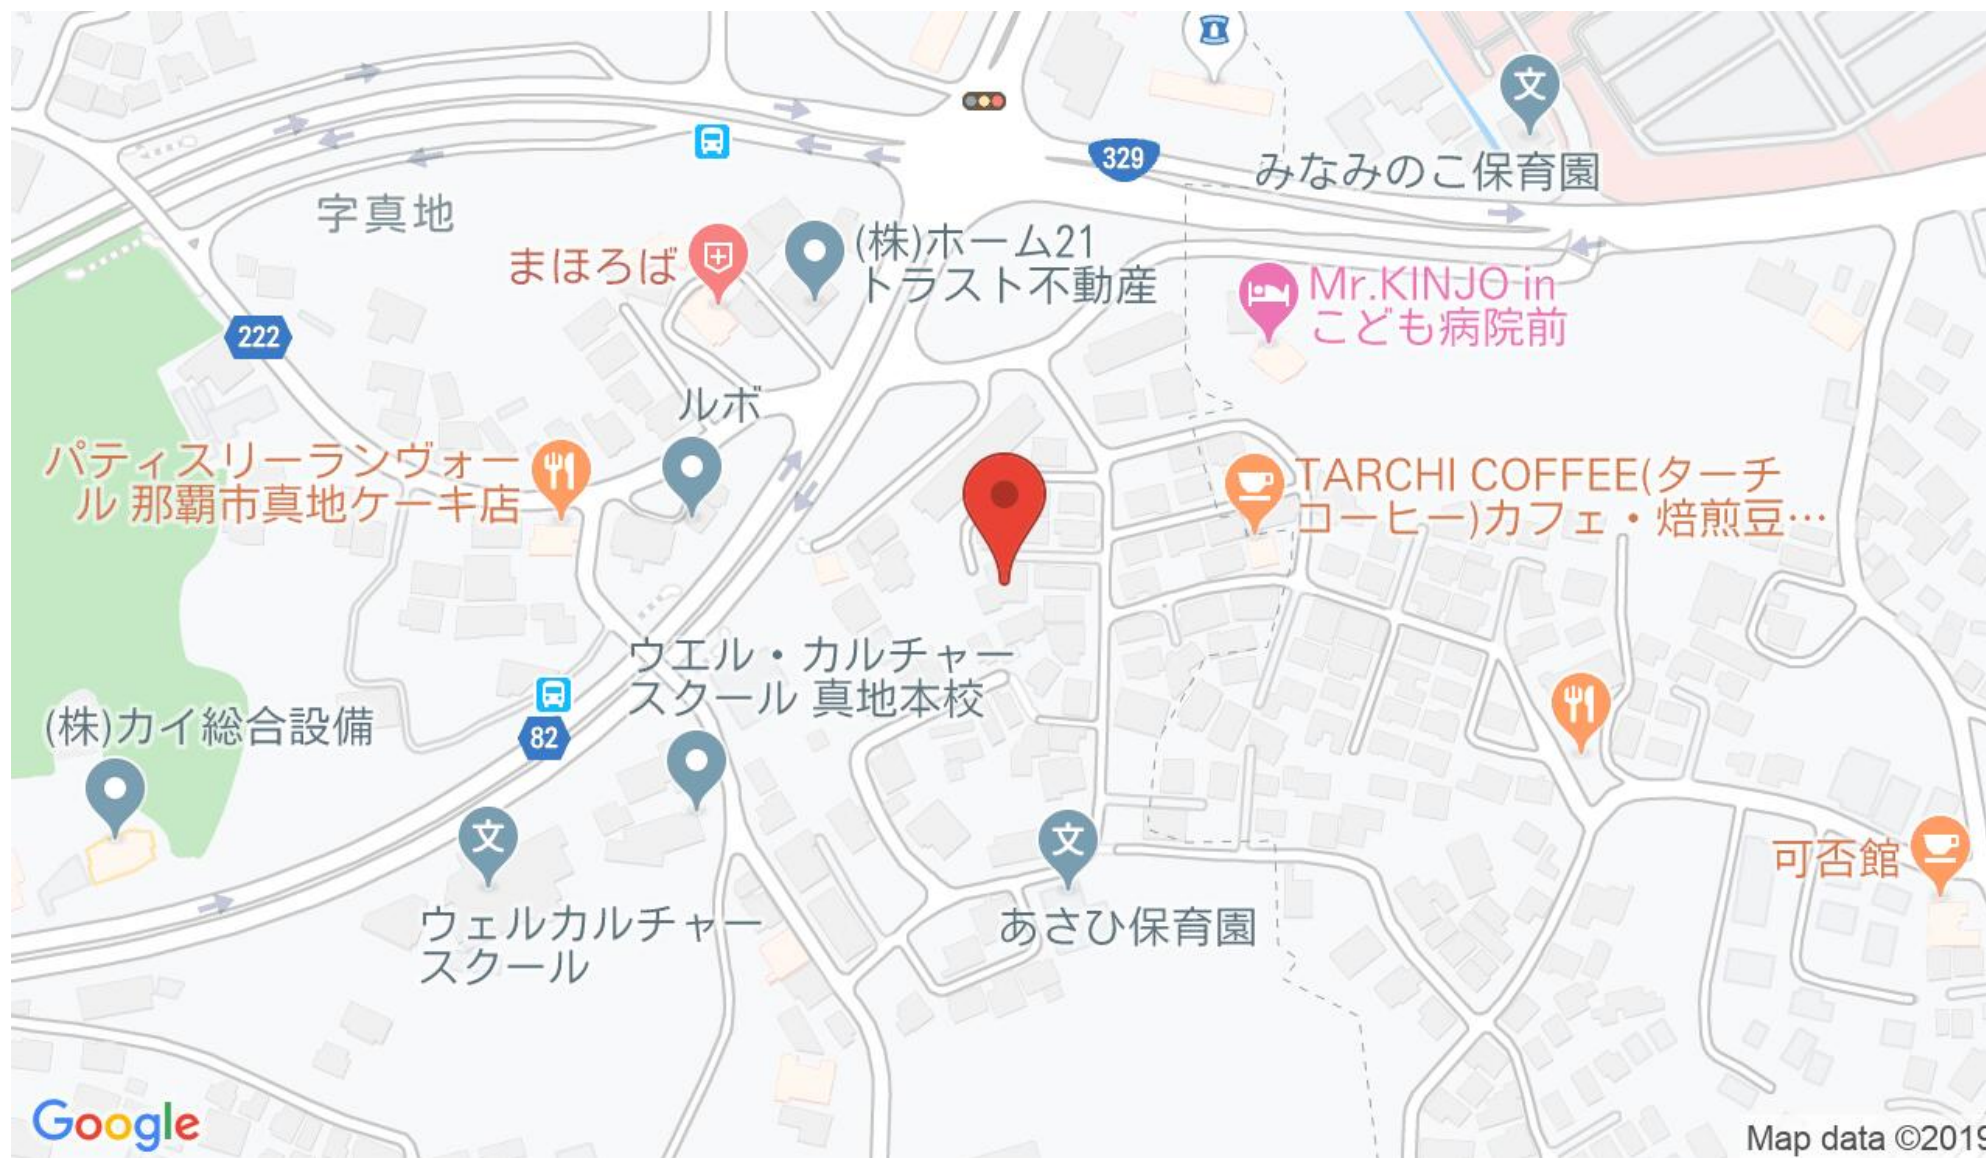 329
文
みなみのこ保育園
字真地
まほろば
(株)ホーム21
トラスト不動産
Mr.KINJO in
こども病院前
222
ルボ
パティスリーランヴォー
ル 那覇市真地ケーキ店
TARCHI COFFEE(ターチ
コーヒー)カフェ・焙煎豆…
ウエル・カルチャー
スクール 真地本校
(株)カイ総合設備
82
文
ウェルカルチャー
スクール
文
あさひ保育園
可否館
Google
Map data ©2019